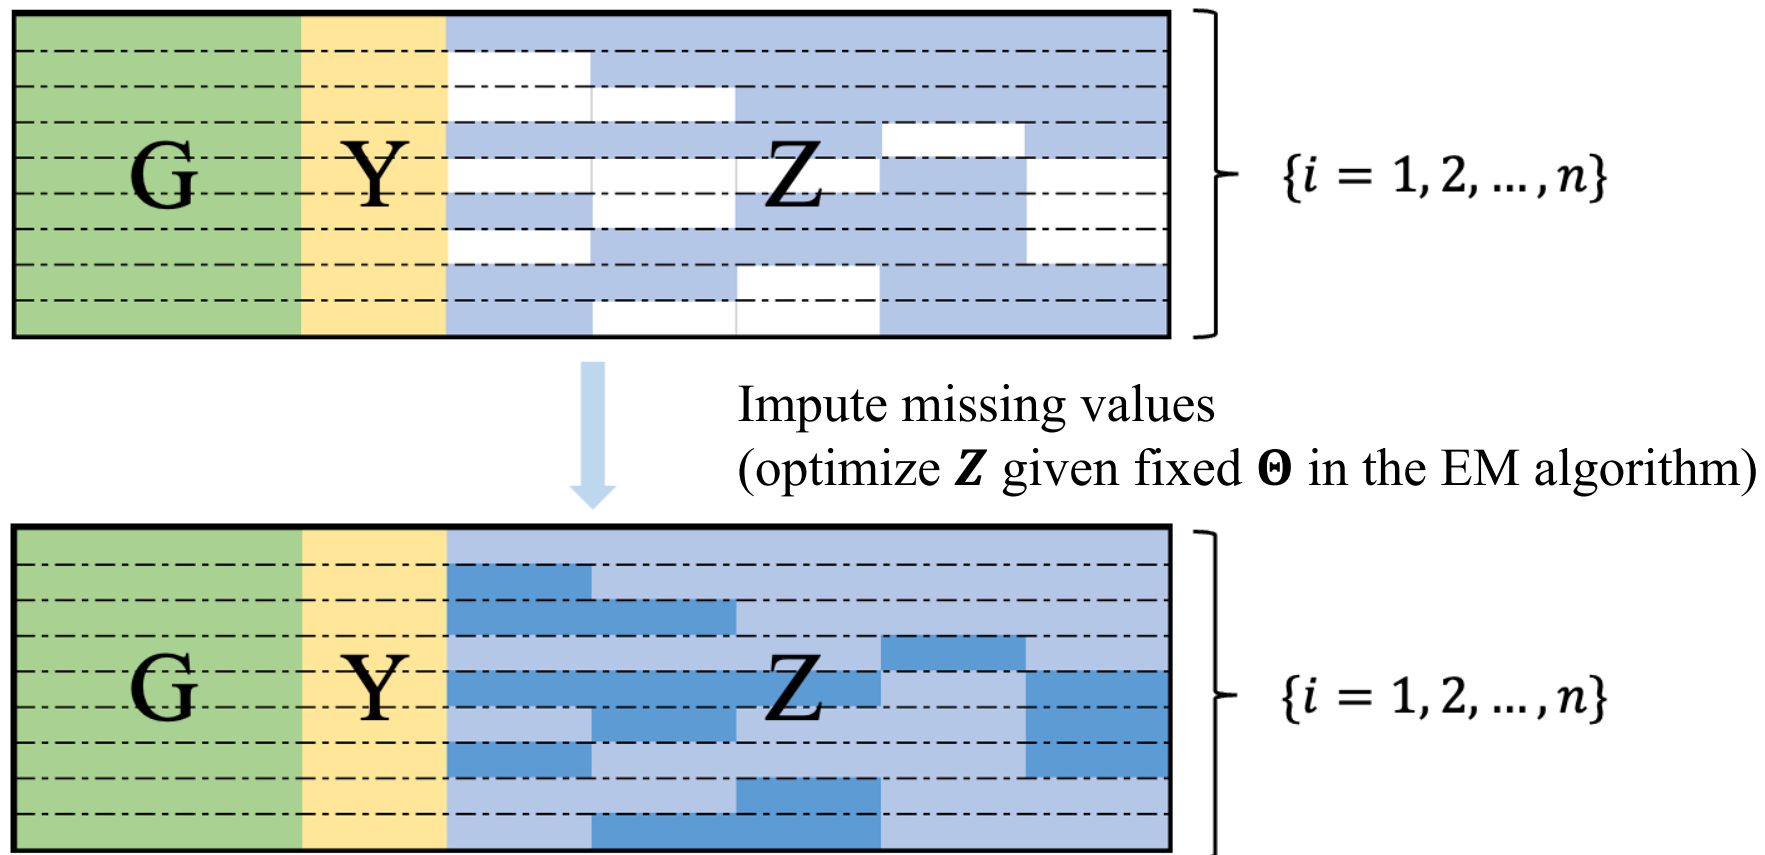 G Y Z {i = 1, 2, ..., n}
Impute missing values
(optimize Z given fixed Θ in the EM algorithm)
G Y Z {i = 1, 2, ..., n}